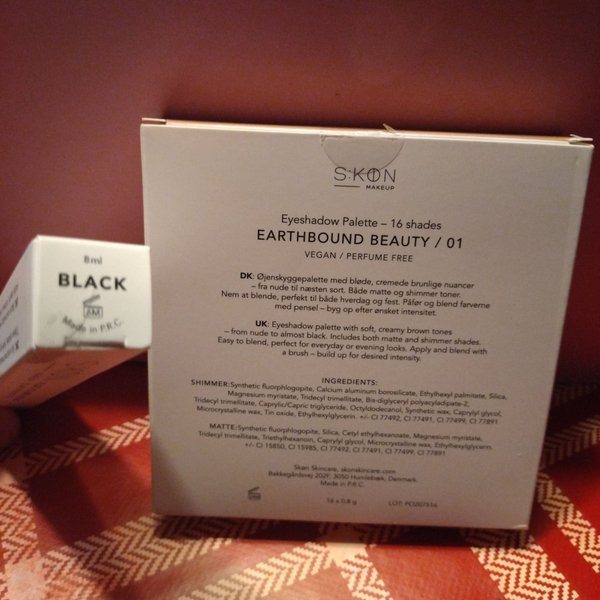 8ml
BLACK
Made in P.R.C.
S:KØN
MAKEUP
Eyeshadow Palette – 16 shades
EARTHBOUND BEAUTY / 01
VEGAN / PERFUME FREE
DK: Øjenskyggepalette med bløde, cremede brunlige nuancer
– fra nude til næsten sort. Både matte og shimmer toner.
Nem at blende, perfekt til både hverdag og fest. Påfør og blend farverne
med pensel – byg op efter ønsket intensitet.
UK: Eyeshadow palette with soft, creamy brown tones
– from nude to almost black. Includes both matte and shimmer shades.
Easy to blend, perfect for everyday or evening looks. Apply and blend with
a brush – build up for desired intensity.
INGREDIENTS:
SHIMMER:Synthetic fluorphlogopite, Calcium aluminum borosilicate, Ethylhexyl palmitate, Silica,
Magnesium myristate, Tridecyl trimellitate, Bis-diglyceryl polyacyladipate-2,
Tridecyl trimellitate, Caprylic/Capric triglyceride, Octyldodecanol, Synthetic wax, Caprylyl glycol,
Microcrystalline wax, Tin oxide, Ethylhexylglycerin. +/- CI 77492, CI 77491, CI 77499, CI 77891
MATTE:Synthetic fluorphlogopite, Silica, Cetyl ethylhexanoate, Magnesium myristate,
Tridecyl trimellitate, Triethylhexanoin, Caprylyl glycol, Microcrystalline wax, Ethylhexylglycerin.
+/- CI 15850, CI 15985, CI 77492, CI 77491, CI 77499, CI 77891
Skøn Skincare, skonskincare.com
Bakkegårdsvej 202F, 3050 Humlebæk, Denmark.
Made in P.R.C.
16 x 0,8 g